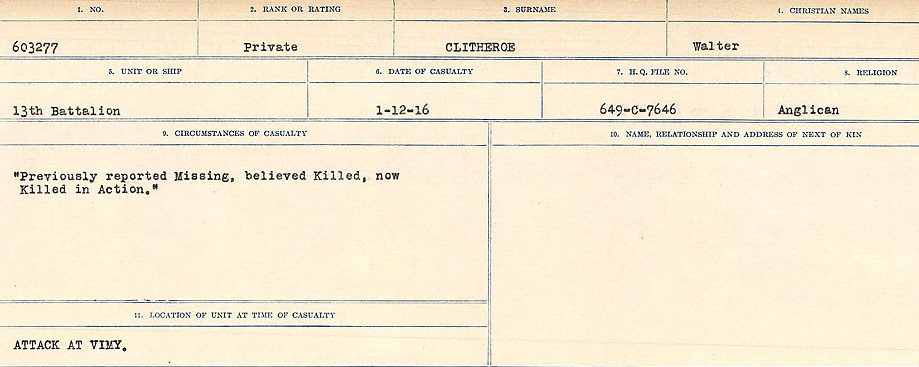 1. NO.
2. RANK OR RATING
3. SURNAME
4. CHRISTIAN NAMES
603277
Private
CLITHEROE
Walter
5. UNIT OR SHIP
6. DATE OF CASUALTY
7. H. Q. FILE NO.
8. RELIGION
13th Battalion
1-12-16
649-C-7646
Anglican
9. CIRCUMSTANCES OF CASUALTY
10. NAME, RELATIONSHIP AND ADDRESS OF NEXT OF KIN
"Previously reported Missing, believed Killed, now
Killed in Action."
11. LOCATION OF UNIT AT TIME OF CASUALTY
ATTACK AT VIMY.